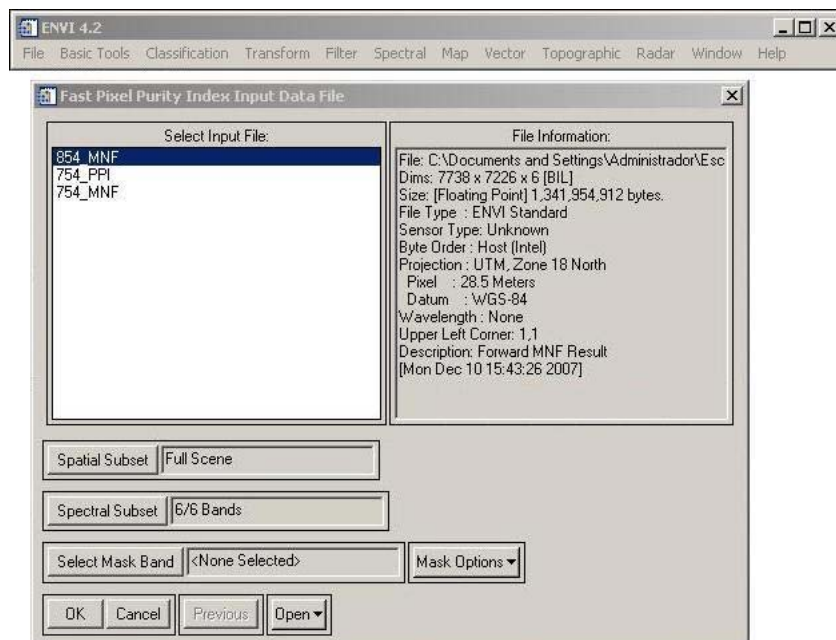 ENVI 4.2
File Basic Tools Classification Transform Filter Spectral Map Vector Topographic Radar Window Help
Fast Pixel Purity Index Input Data File
Select Input File:
854_MNF
754_PPI
754_MNF
File Information:
File: C:\Documents and Settings\Administrador\Esc
Dims: 7738 x 7226 x 6 [BIL]
Size: [Floating Point] 1,341,954,912 bytes.
File Type : ENVI Standard
Sensor Type: Unknown
Byte Order : Host (Intel)
Projection : UTM, Zone 18 North
Pixel : 28.5 Meters
Datum : WGS-84
Wavelength : None
Upper Left Corner: 1,1
Description: Forward MNF Result
[Mon Dec 10 15:43:26 2007]
Spatial Subset Full Scene
Spectral Subset 6/6 Bands
Select Mask Band <None Selected> Mask Options
OK Cancel Previous Open